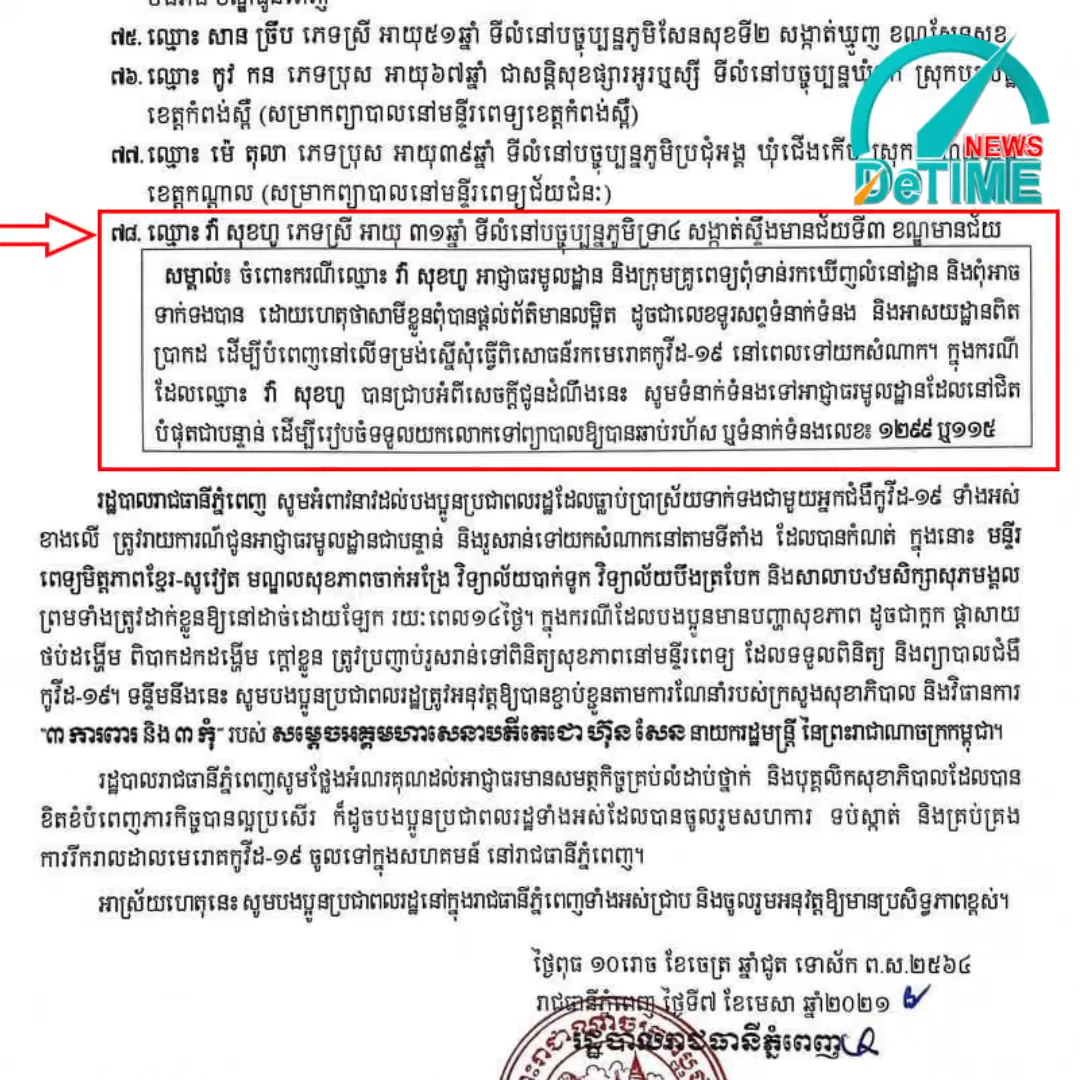 ៧៥. ឈ្មោះ សាន ច្រឹប ភេទស្រី អាយុ៥១ឆ្នាំ ទីលំនៅបច្ចុប្បន្នភូមិសែនសុខទី២ សង្កាត់ឃ្មួញ ខណ្ឌសែនសុខ
៧៦. ឈ្មោះ កូវ កន ភេទប្រុស អាយុ៦៧ឆ្នាំ ជាសន្តិសុខផ្សារអូរឬស្សី ទីលំនៅបច្ចុប្បន្នឃុំ ស្រុក
ខេត្តកំពង់ស្ពឺ (សម្រាកព្យាបាលនៅមន្ទីរពេទ្យខេត្តកំពង់ស្ពឺ)
៧៧. ឈ្មោះ ម៉េ តុលា ភេទប្រុស អាយុ៣៩ឆ្នាំ ទីលំនៅបច្ចុប្បន្នភូមិប្រជុំអង្គ ឃុំជើងកើប ស្រុក
ខេត្តកណ្តាល (សម្រាកព្យាបាលនៅមន្ទីរពេទ្យជ័យជំនះ)
NEWS
DeTIME
៧៨. ឈ្មោះ វ៉ា សុខហួ ភេទស្រី អាយុ ៣១ឆ្នាំ ទីលំនៅបច្ចុប្បន្នភូមិទ្រា៤ សង្កាត់ស្ទឹងមានជ័យទី៣ ខណ្ឌមានជ័យ
សម្គាល់៖ ចំពោះករណីឈ្មោះ វ៉ា សុខហួ អាជ្ញាធរមូលដ្ឋាន និងក្រុមគ្រូពេទ្យពុំទាន់រកឃើញលំនៅដ្ឋាន និងពុំអាច
ទាក់ទងបាន ដោយហេតុថាសាមីខ្លួនពុំបានផ្តល់ព័ត៌មានលម្អិត ដូចជាលេខទូរសព្ទទំនាក់ទំនង និងអាសយដ្ឋានពិត
ប្រាកដ ដើម្បីបំពេញនៅលើទម្រង់ស្នើសុំធ្វើពិសោធន៍រកមេរោគកូវីដ-១៩ នៅពេលទៅយកសំណាក។ ក្នុងករណី
ដែលឈ្មោះ វ៉ា សុខហួ បានជ្រាបអំពីសេចក្តីជូនដំណឹងនេះ សូមទំនាក់ទំនងទៅអាជ្ញាធរមូលដ្ឋានដែលនៅជិត
បំផុតជាបន្ទាន់ ដើម្បីរៀបចំទទួលយកលោកទៅព្យាបាលឱ្យបានឆាប់រហ័ស ឬទំនាក់ទំនងលេខ៖ ១២៩៩ ឬ១១៥
រដ្ឋបាលរាជធានីភ្នំពេញ សូមអំពាវនាវដល់បងប្អូនប្រជាពលរដ្ឋដែលធ្លាប់ប្រាស្រ័យទាក់ទងជាមួយអ្នកជំងឺកូវីដ-១៩ ទាំងអស់
ខាងលើ ត្រូវរាយការណ៍ជូនអាជ្ញាធរមូលដ្ឋានជាបន្ទាន់ និងរួសរាន់ទៅយកសំណាកនៅតាមទីតាំង ដែលបានកំណត់ ក្នុងនោះ មន្ទីរ
ពេទ្យមិត្តភាពខ្មែរ-សូវៀត មណ្ឌលសុខភាពចាក់អង្រែ វិទ្យាល័យបាក់ទូក វិទ្យាល័យបឹងត្របែក និងសាលាបឋមសិក្សាសុភមង្គល
ព្រមទាំងត្រូវដាក់ខ្លួនឱ្យនៅដាច់ដោយឡែក រយៈពេល១៤ថ្ងៃ។ ក្នុងករណីដែលបងប្អូនមានបញ្ហាសុខភាព ដូចជាក្អក ផ្តាសាយ
ថប់ដង្ហើម ពិបាកដកដង្ហើម ក្តៅខ្លួន ត្រូវប្រញាប់រួសរាន់ទៅពិនិត្យសុខភាពនៅមន្ទីរពេទ្យ ដែលទទួលពិនិត្យ និងព្យាបាលជំងឺ
កូវីដ-១៩។ ទន្ទឹមនឹងនេះ សូមបងប្អូនប្រជាពលរដ្ឋត្រូវអនុវត្តឱ្យបានខ្ជាប់ខ្ជួនតាមការណែនាំរបស់ក្រសួងសុខាភិបាល និងវិធានការ
"៣ ការពារ និង ៣ កុំ" របស់ សម្តេចអគ្គមហាសេនាបតីតេជោ ហ៊ុន សែន នាយករដ្ឋមន្ត្រី នៃព្រះរាជាណាចក្រកម្ពុជា។
រដ្ឋបាលរាជធានីភ្នំពេញសូមថ្លែងអំណរគុណដល់អាជ្ញាធរមានសមត្ថកិច្ចគ្រប់លំដាប់ថ្នាក់ និងបុគ្គលិកសុខាភិបាលដែលបាន
ខិតខំបំពេញភារកិច្ចបានល្អប្រសើរ ក៏ដូចបងប្អូនប្រជាពលរដ្ឋទាំងអស់ដែលបានចូលរួមសហការ ទប់ស្កាត់ និងគ្រប់គ្រង
ការរីករាលដាលមេរោគកូវីដ-១៩ ចូលទៅក្នុងសហគមន៍ នៅរាជធានីភ្នំពេញ។
អាស្រ័យហេតុនេះ សូមបងប្អូនប្រជាពលរដ្ឋនៅក្នុងរាជធានីភ្នំពេញទាំងអស់ជ្រាប និងចូលរួមអនុវត្តឱ្យមានប្រសិទ្ធភាពខ្ពស់។
ថ្ងៃពុធ ១០រោច ខែចេត្រ ឆ្នាំជូត ទោស័ក ព.ស.២៥៦៤
រាជធានីភ្នំពេញ ថ្ងៃទី៧ ខែមេសា ឆ្នាំ២០២១
រដ្ឋបាលរាជធានីភ្នំពេញ